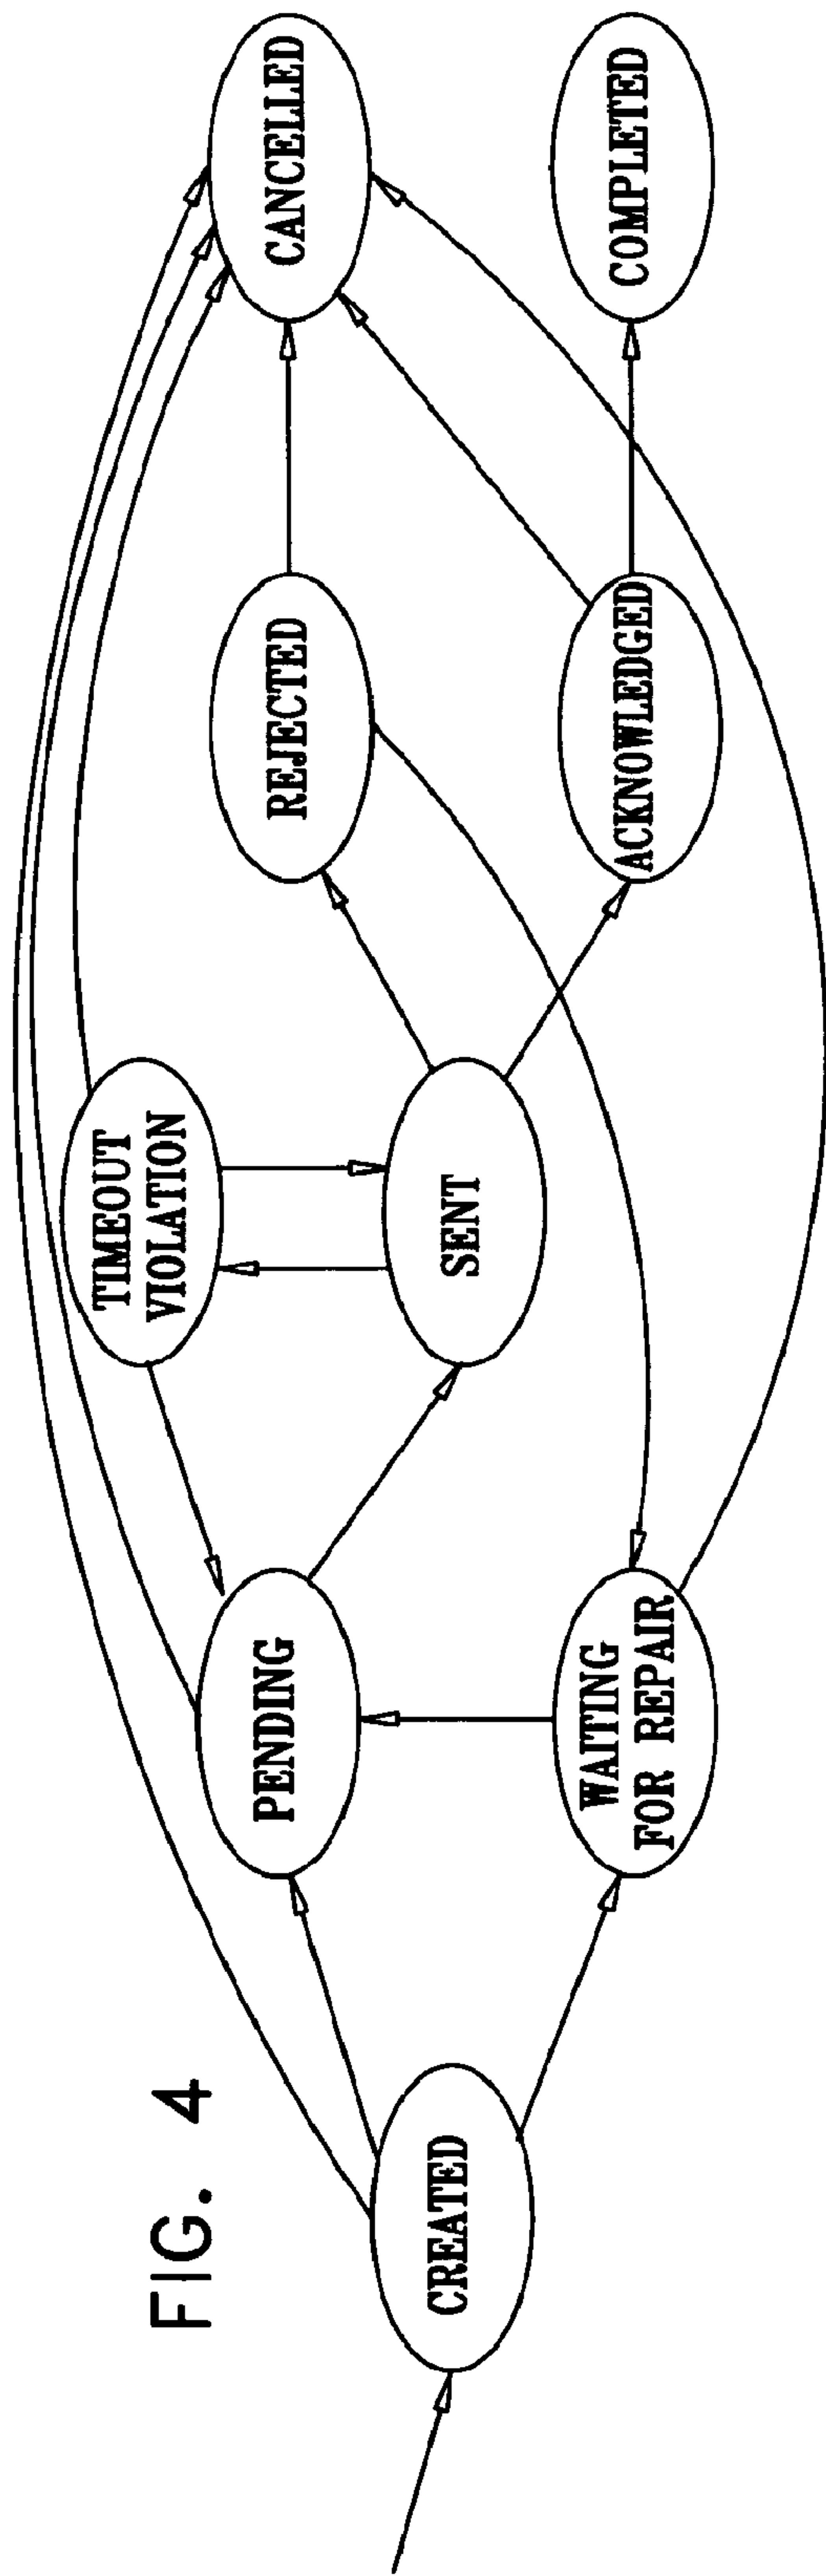 FIG. 4
CREATED
PENDING
WAITING
FOR REPAIR
TIMEOUT
VIOLATION
SENT
REJECTED
ACKNOWLEDGED
CANCELLED
COMPLETED